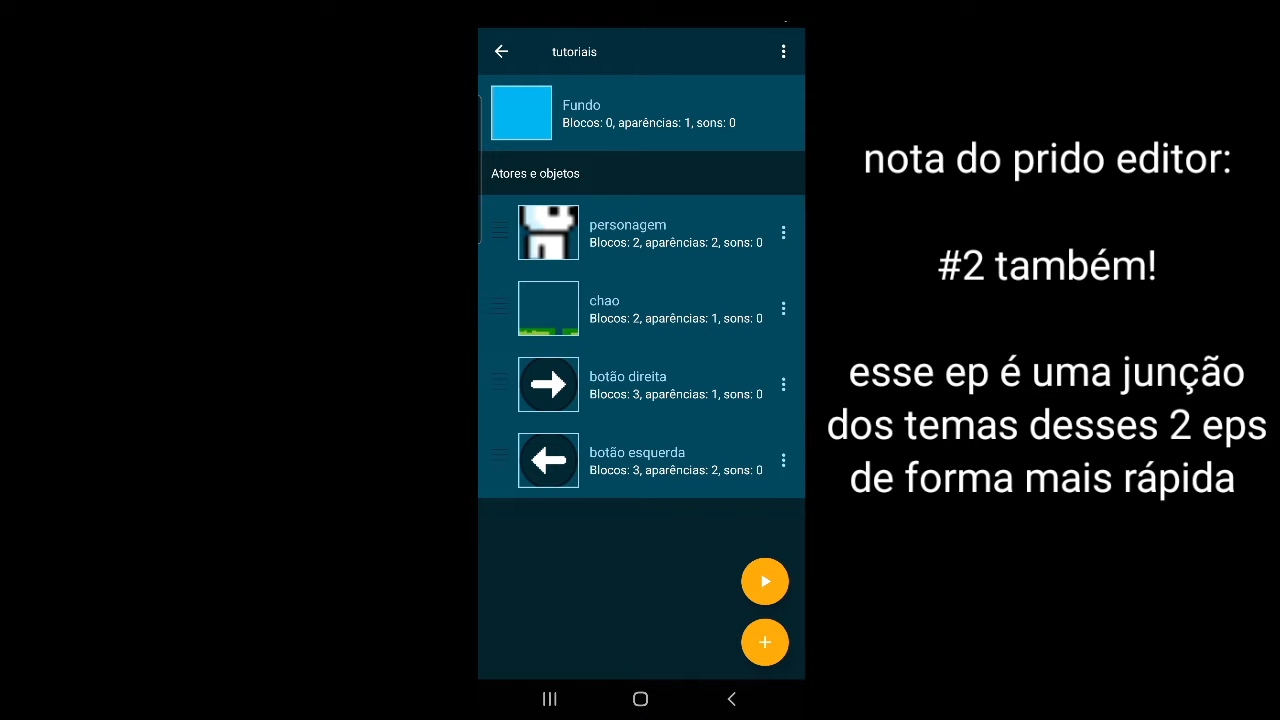 tutoriais
Fundo
Blocos: 0, aparências: 1, sons: 0
Atores e objetos
personagem
Blocos: 2, aparências: 2, sons: 0
chao
Blocos: 2, aparências: 1, sons: 0
botão direita
Blocos: 3, aparências: 1, sons: 0
botão esquerda
Blocos: 3, aparências: 2, sons: 0
nota do prido editor:
#2 também!
esse ep é uma junção
dos temas desses 2 eps
de forma mais rápida